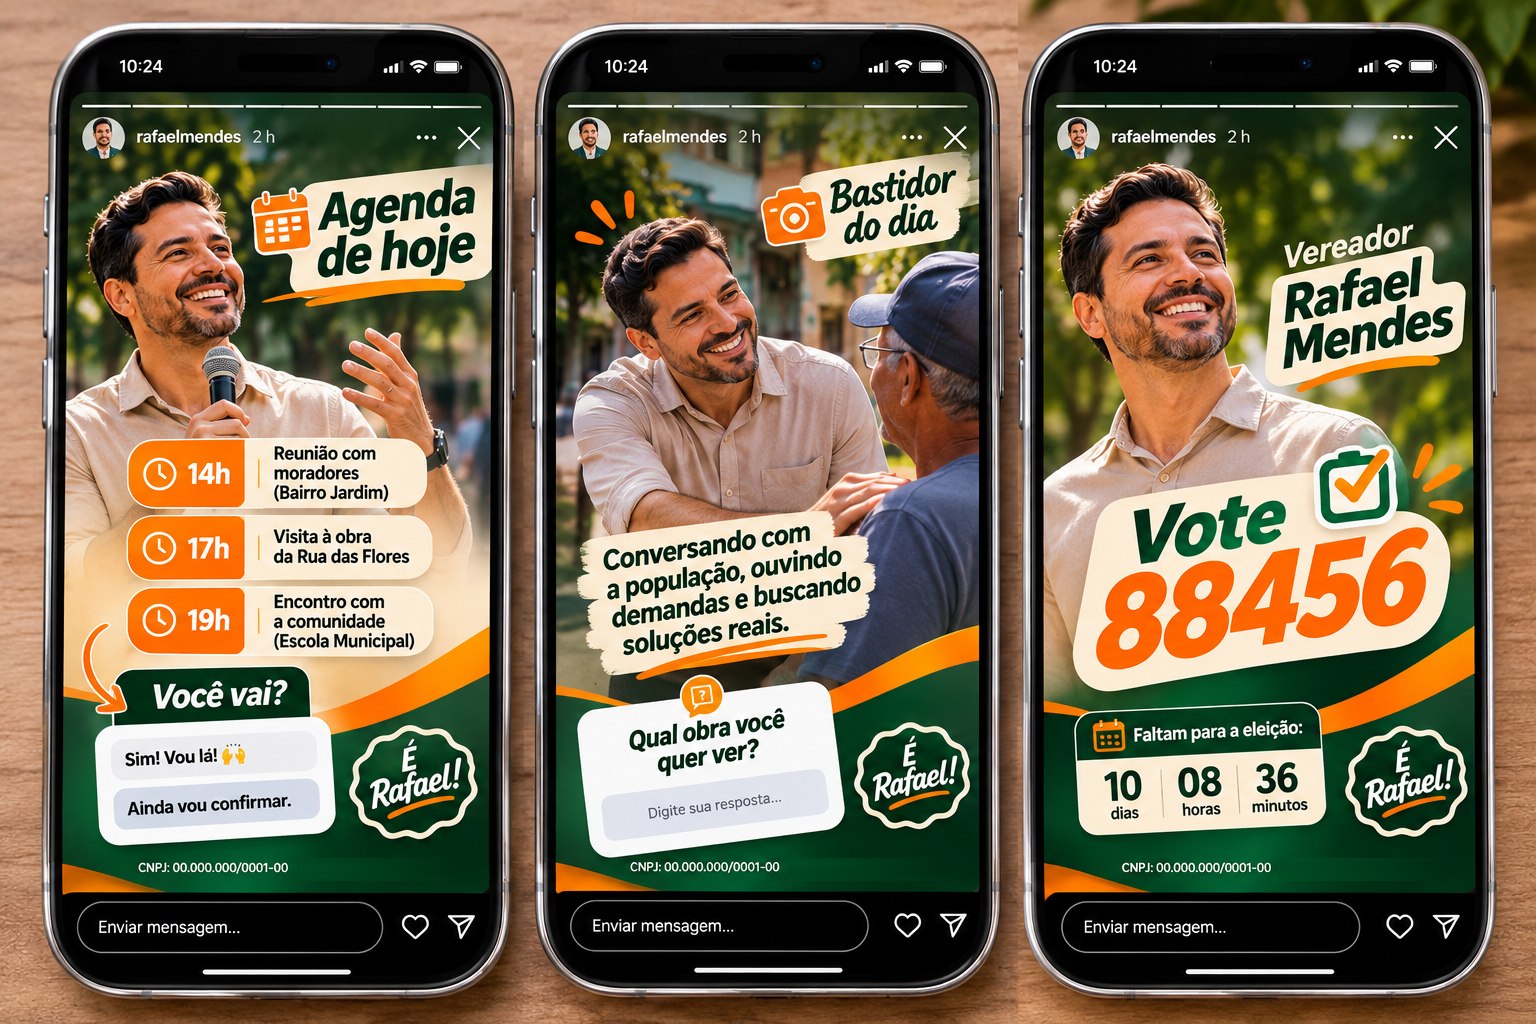 10:24
rafaelmendes 2 h
Agenda
de hoje
14h
Reunião com
moradores
(Bairro Jardim)
17h
Visita à obra
da Rua das Flores
19h
Encontro com
a comunidade
(Escola Municipal)
Você vai?
Sim! Vou lá! 🙌
Ainda vou confirmar.
É
Rafael!
CNPJ: 00.000.000/0001-00
Enviar mensagem...
10:24
rafaelmendes 2 h
Bastidor
do dia
Conversando com
a população, ouvindo
demandas e buscando
soluções reais.
?
Qual obra você
quer ver?
Digite sua resposta...
É
Rafael!
CNPJ: 00.000.000/0001-00
Enviar mensagem...
10:24
rafaelmendes 2 h
Vereador
Rafael
Mendes
Vote
88456
Faltam para a eleição:
10 08 36
dias horas minutos
É
Rafael!
CNPJ: 00.000.000/0001-00
Enviar mensagem...